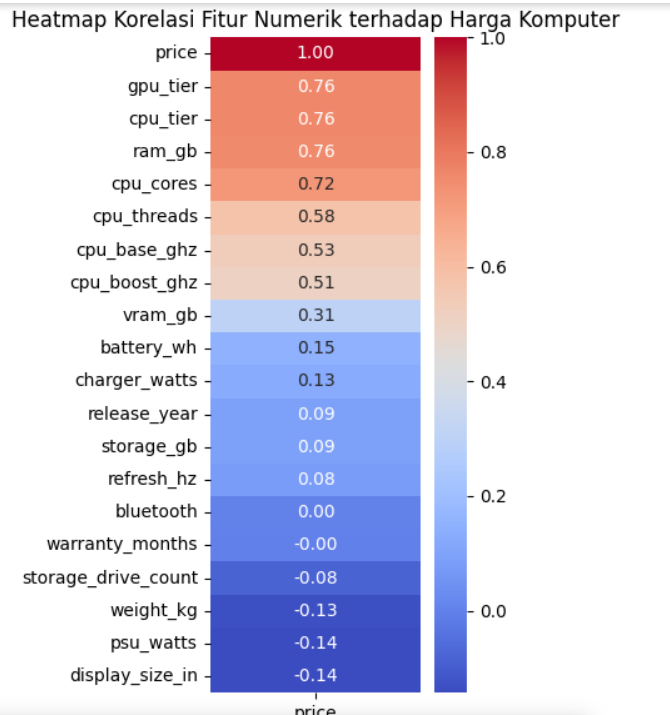 Heatmap Korelasi Fitur Numerik terhadap Harga Komputer
price 1.00
gpu_tier 0.76
cpu_tier 0.76
ram_gb 0.76
cpu_cores 0.72
cpu_threads 0.58
cpu_base_ghz 0.53
cpu_boost_ghz 0.51
vram_gb 0.31
battery_wh 0.15
charger_watts 0.13
release_year 0.09
storage_gb 0.09
refresh_hz 0.08
bluetooth 0.00
warranty_months -0.00
storage_drive_count -0.08
weight_kg -0.13
psu_watts -0.14
display_size_in -0.14
price
1.0
0.8
0.6
0.4
0.2
0.0